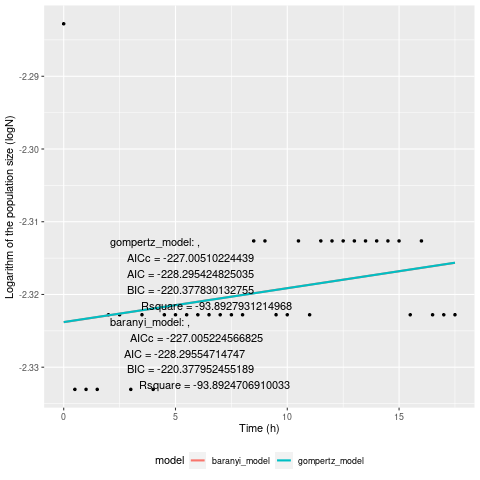 -2.29
-2.30
-2.31
-2.32
-2.33
Logarithm of the population size (logN)
gompertz_model: ,
AICc = -227.00510224439
AIC = -228.295424825035
BIC = -220.377830132755
Rsquare = -93.8927931214968
baranyi_model: ,
AICc = -227.005224566825
AIC = -228.29554714747
BIC = -220.377952455189
Rsquare = -93.8924706910033
0 5 10 15
Time (h)
model baranyi_model gompertz_model